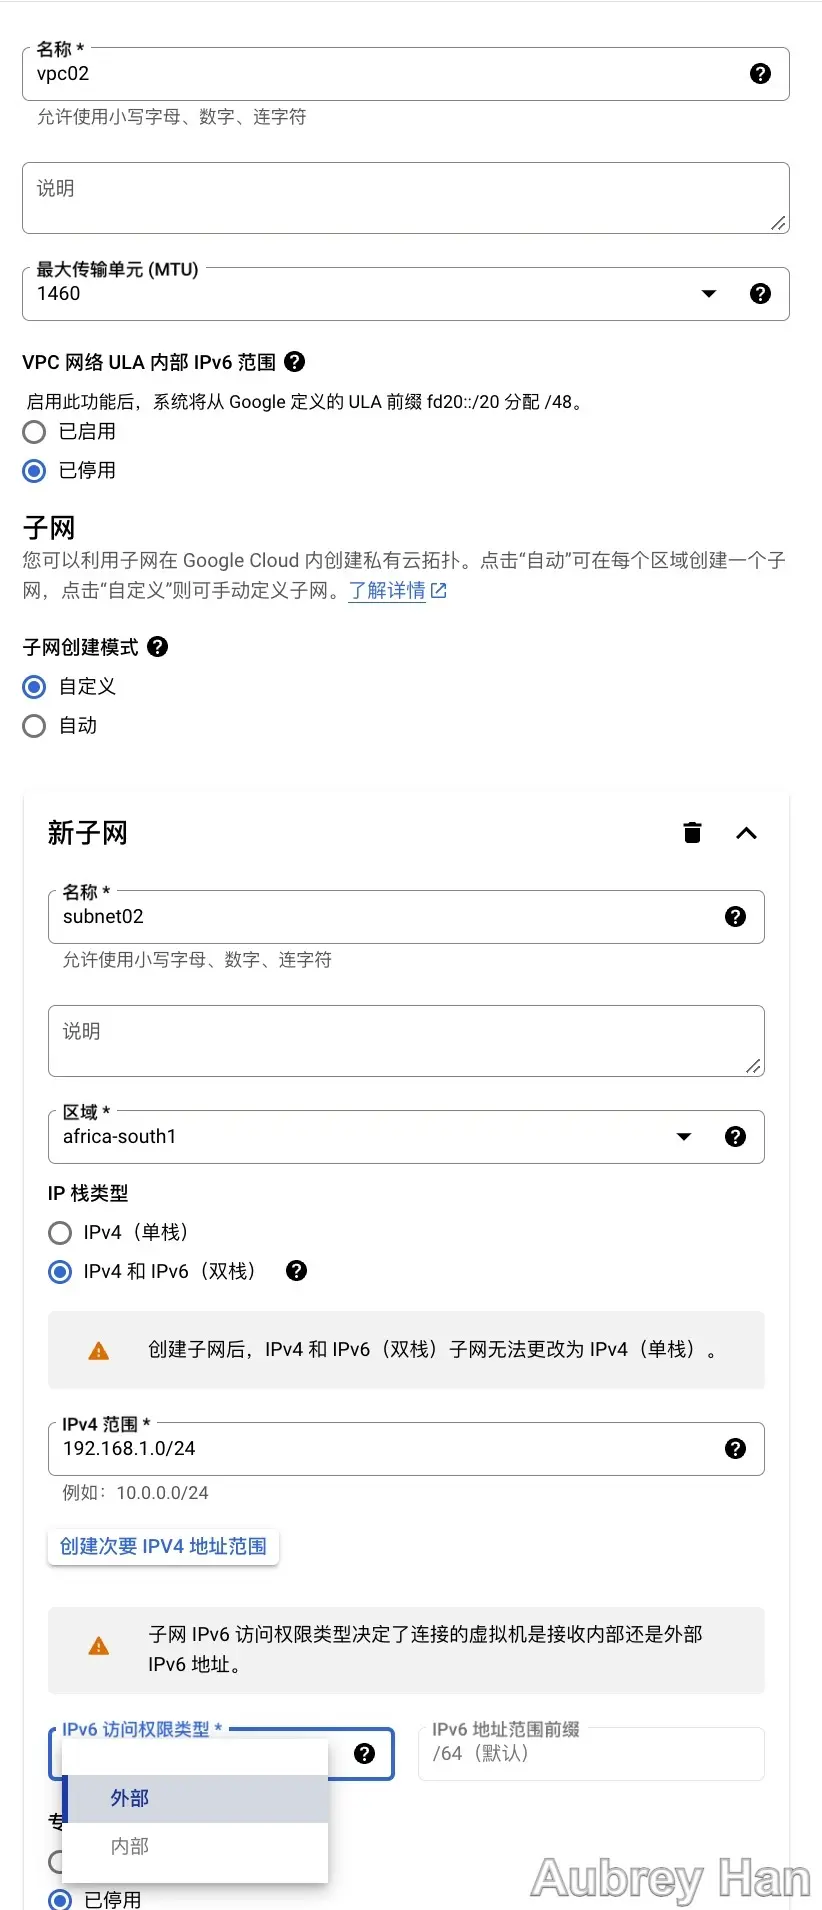 名称 *
vpc02
允许使用小写字母、数字、连字符
说明
最大传输单元 (MTU)
1460
VPC 网络 ULA 内部 IPv6 范围
启用此功能后，系统将从 Google 定义的 ULA 前缀 fd20::/20 分配 /48。
已启用
已停用
子网
您可以利用子网在 Google Cloud 内创建私有云拓扑。点击“自动”可在每个区域创建一个子
网，点击“自定义”则可手动定义子网。了解详情
子网创建模式
自定义
自动
新子网
名称 *
subnet02
允许使用小写字母、数字、连字符
说明
区域 *
africa-south1
IP 栈类型
IPv4（单栈）
IPv4 和 IPv6（双栈）
创建子网后，IPv4 和 IPv6（双栈）子网无法更改为 IPv4（单栈）。
IPv4 范围 *
192.168.1.0/24
例如：10.0.0.0/24
创建次要 IPV4 地址范围
子网 IPv6 访问权限类型决定了连接的虚拟机是接收内部还是外部
IPv6 地址。
IPv6 访问权限类型 *
IPv6 地址范围前缀
/64（默认）
外部
内部
已停用
Aubrey Han